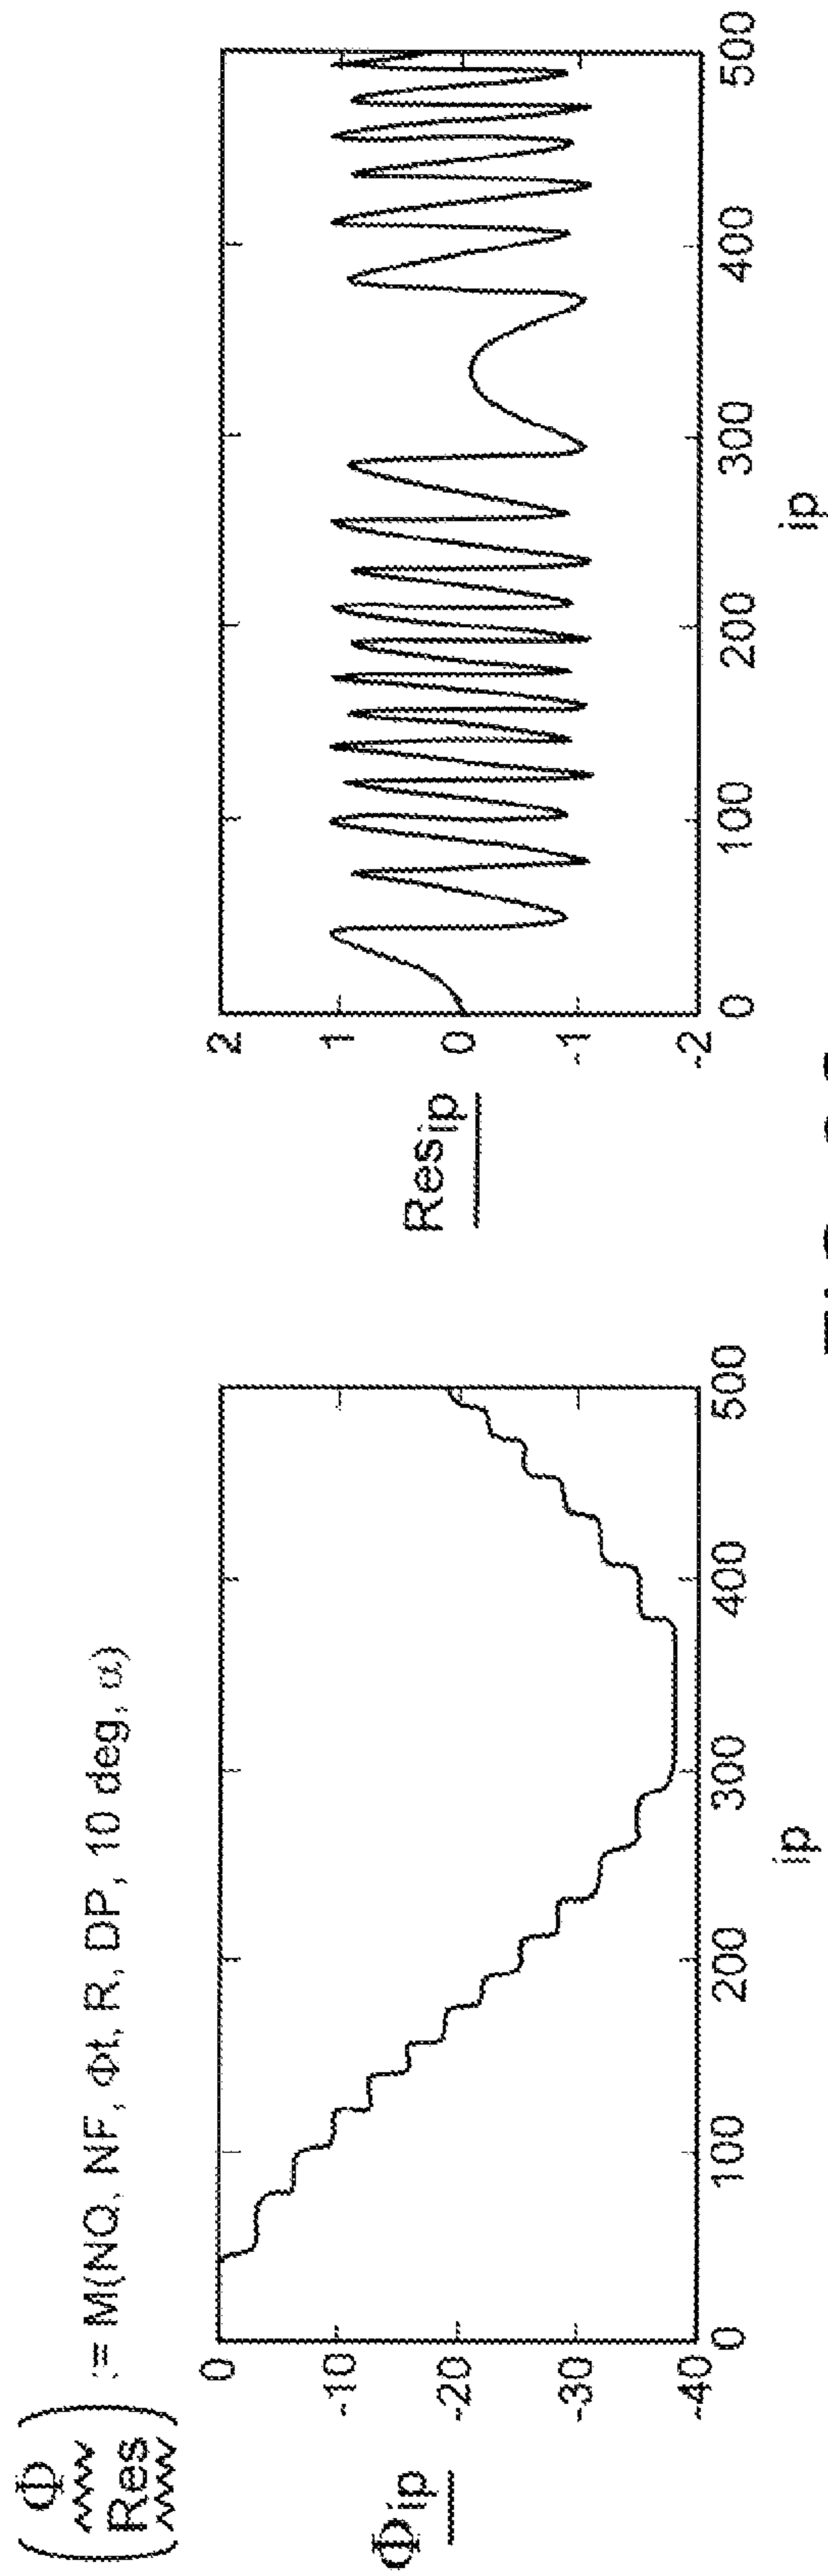 (Φ
Res) := M(NQ, NF, Φt, R, DP, 10 deg, α)
Φip
0
-10
-20
-30
-40
0 100 200 300 400 500
ip
Resip
2
1
0
-1
-2
0 100 200 300 400 500
ip